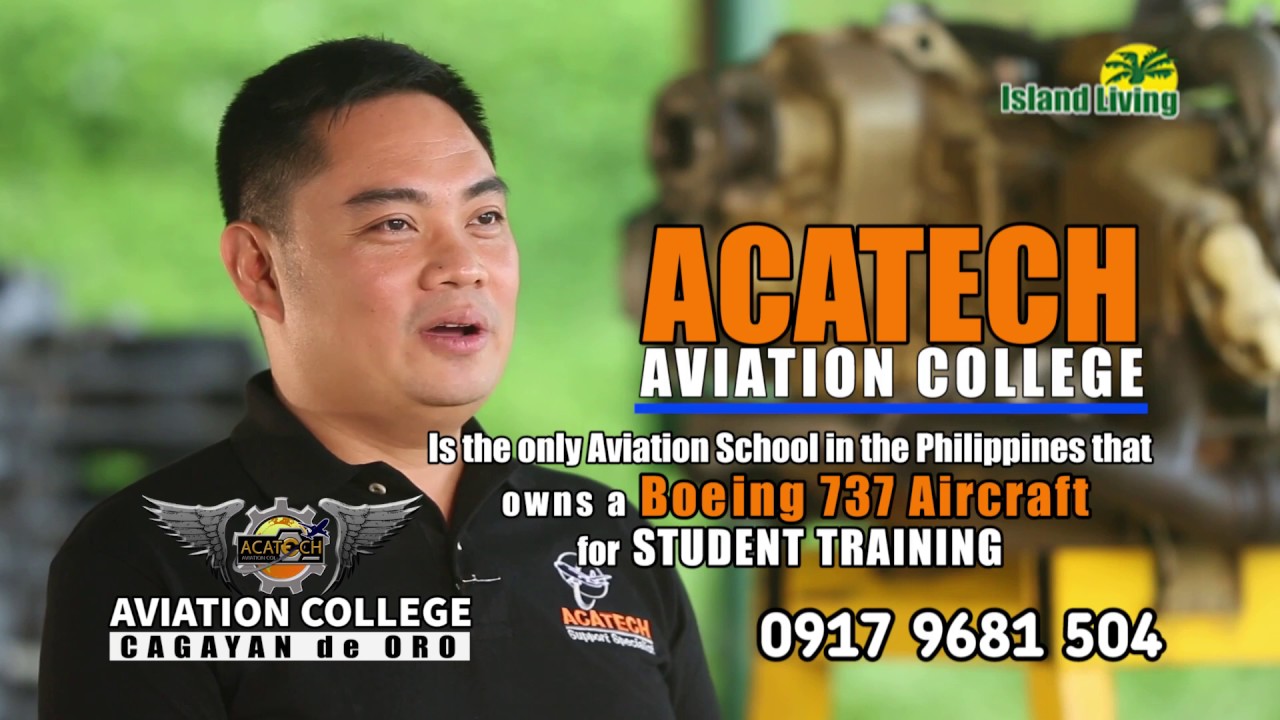 Island Living
ACATECH
AVIATION COLLEGE
Is the only Aviation School in the Philippines that
owns a Boeing 737 Aircraft
for STUDENT TRAINING
0917 9681 504
ACATECH
AVIATION COLLEGE
CAGAYAN de ORO
ACATECH
Support Specialist